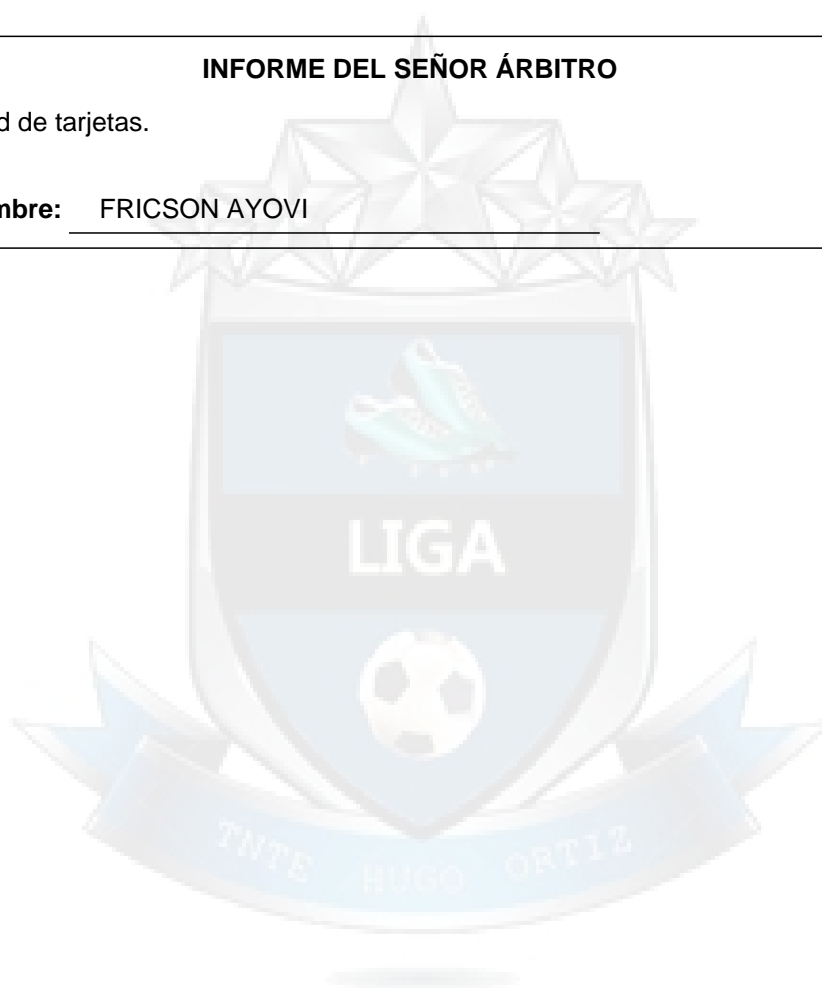 INFORME DEL SEÑOR ÁRBITRO
d de tarjetas.
mbre: FRICSON AYOVI
LIGA
TNTE HUGO ORTIZ